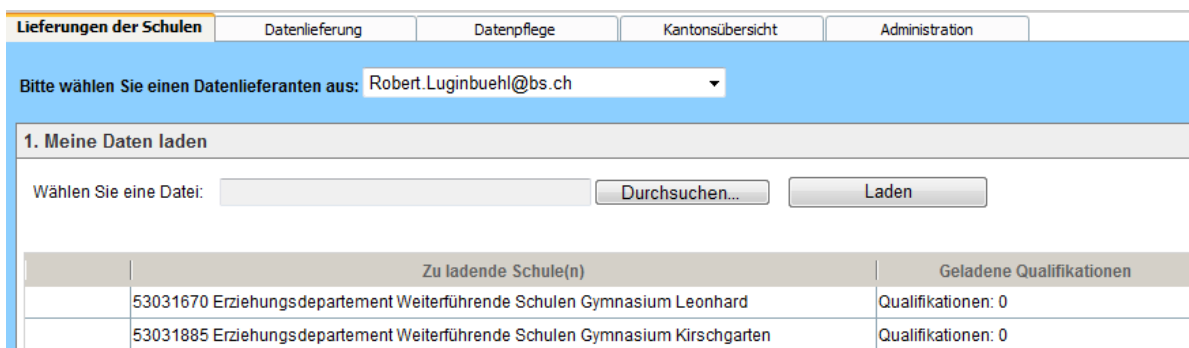 Lieferungen der Schulen Datenlieferung Datenpflege Kantonsübersicht Administration
Bitte wählen Sie einen Datenlieferanten aus: Robert.Luginbuehl@bs.ch
1. Meine Daten laden
Wählen Sie eine Datei: Durchsuchen... Laden
Zu ladende Schule(n) Geladene Qualifikationen
53031670 Erziehungsdepartement Weiterführende Schulen Gymnasium Leonhard Qualifikationen: 0
53031885 Erziehungsdepartement Weiterführende Schulen Gymnasium Kirschgarten Qualifikationen: 0